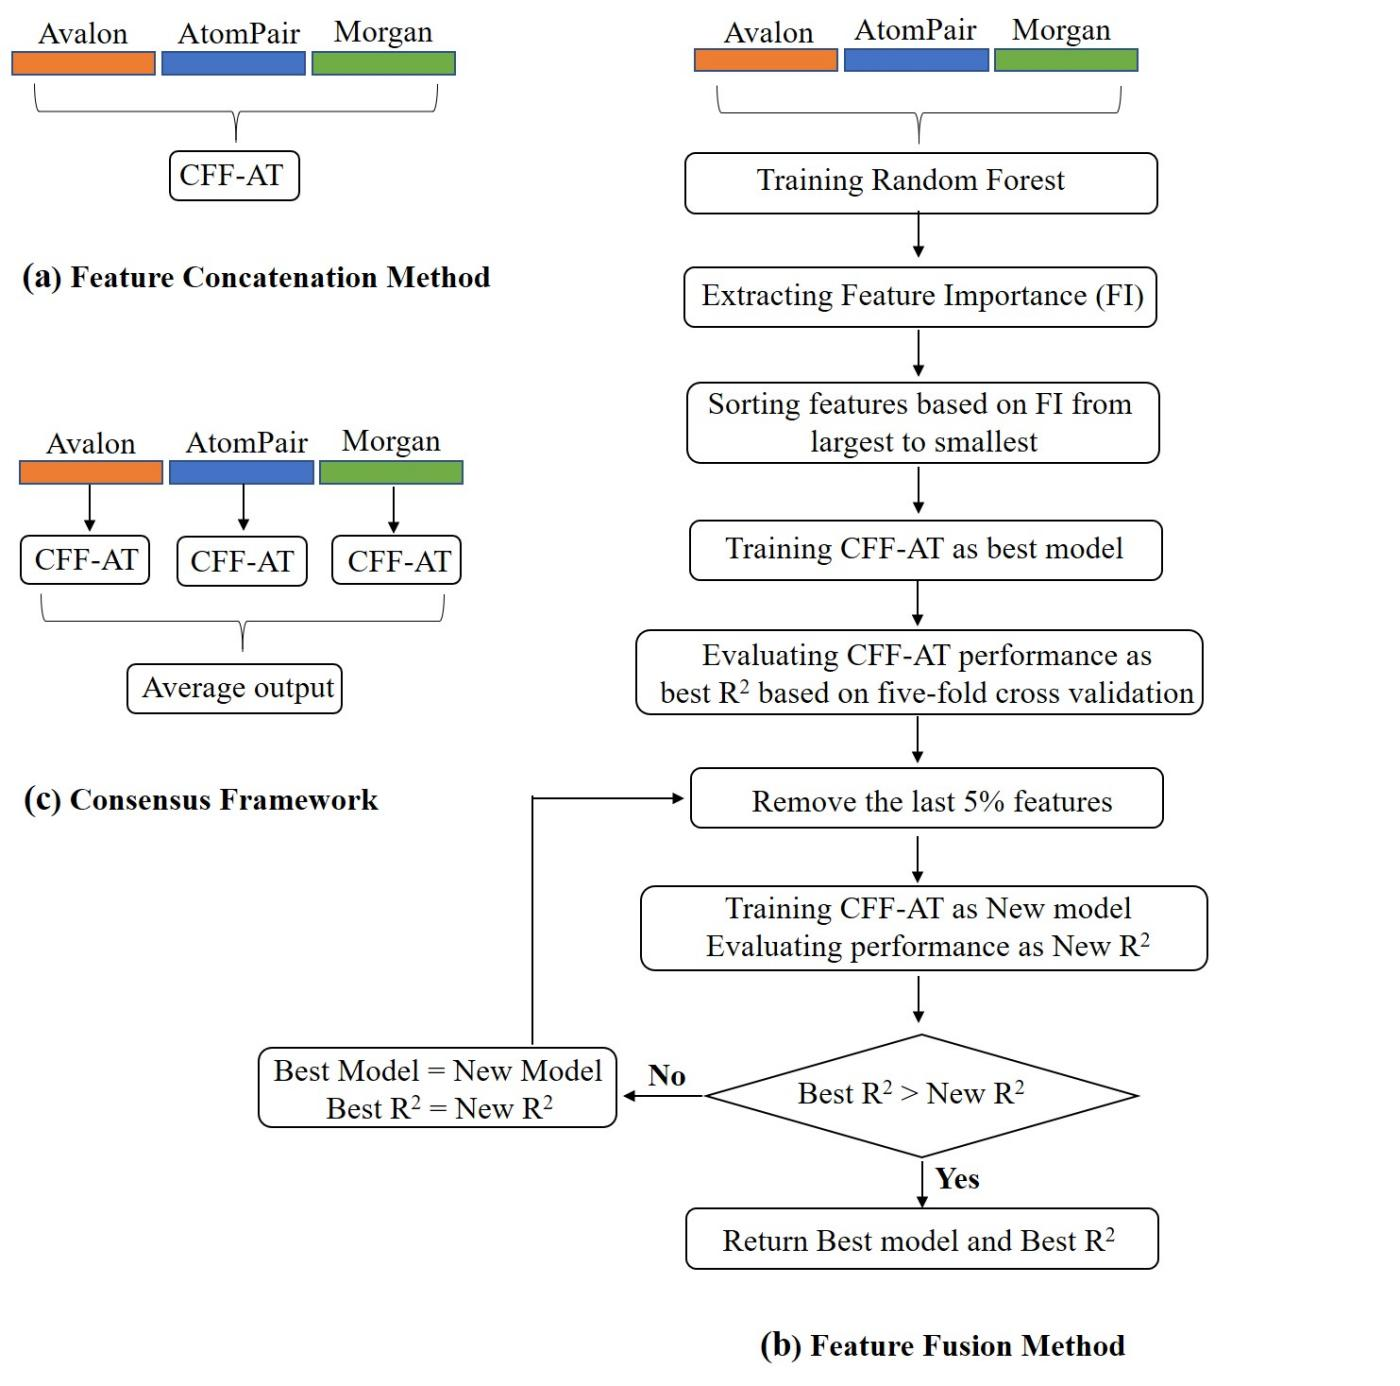 Avalon AtomPair Morgan
CFF-AT
(a) Feature Concatenation Method
Avalon AtomPair Morgan
CFF-AT CFF-AT CFF-AT
Average output
(c) Consensus Framework
Avalon AtomPair Morgan
Training Random Forest
Extracting Feature Importance (FI)
Sorting features based on FI from
largest to smallest
Training CFF-AT as best model
Evaluating CFF-AT performance as
best R² based on five-fold cross validation
Remove the last 5% features
Training CFF-AT as New model
Evaluating performance as New R²
Best R² > New R²
No
Best Model = New Model
Best R² = New R²
Yes
Return Best model and Best R²
(b) Feature Fusion Method